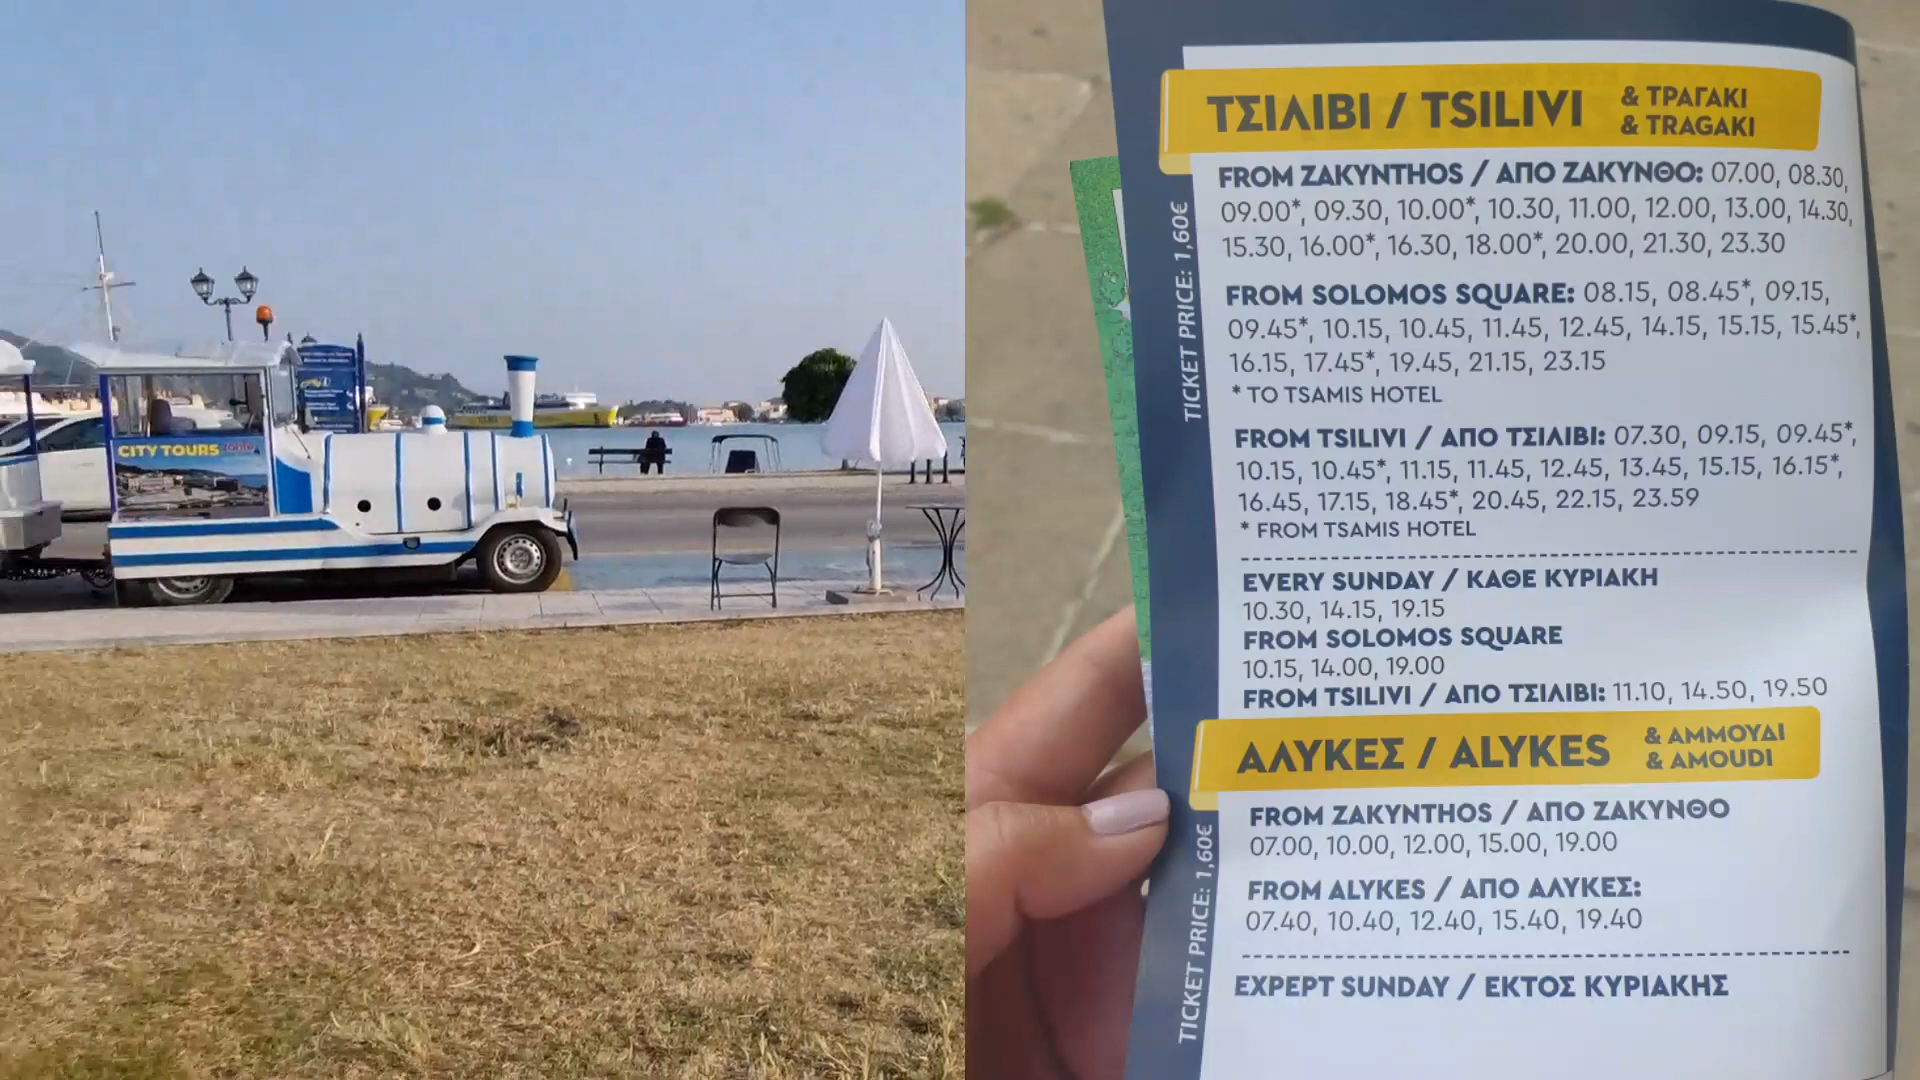 CITY TOURS
zante
ΤΣΙΛΙΒΙ / TSILIVI
& ΤΡΑΓΑΚΙ
& TRAGAKI
TICKET PRICE: 1,60€
FROM ZAKYNTHOS / ΑΠΟ ΖΑΚΥΝΘΟ: 07.00, 08.30,
09.00*, 09.30, 10.00*, 10.30, 11.00, 12.00, 13.00, 14.30,
15.30, 16.00*, 16.30, 18.00*, 20.00, 21.30, 23.30
FROM SOLOMOS SQUARE: 08.15, 08.45*, 09.15,
09.45*, 10.15, 10.45, 11.45, 12.45, 14.15, 15.15, 15.45*,
16.15, 17.45*, 19.45, 21.15, 23.15
* TO TSAMIS HOTEL
FROM TSILIVI / ΑΠΟ ΤΣΙΛΙΒΙ: 07.30, 09.15, 09.45*,
10.15, 10.45*, 11.15, 11.45, 12.45, 13.45, 15.15, 16.15*,
16.45, 17.15, 18.45*, 20.45, 22.15, 23.59
* FROM TSAMIS HOTEL
EVERY SUNDAY / ΚΑΘΕ ΚΥΡΙΑΚΗ
10.30, 14.15, 19.15
FROM SOLOMOS SQUARE
10.15, 14.00, 19.00
FROM TSILIVI / ΑΠΟ ΤΣΙΛΙΒΙ: 11.10, 14.50, 19.50
ΑΛΥΚΕΣ / ALYKES
& ΑΜΜΟΥΔΙ
& AMOUDI
TICKET PRICE: 1,60€
FROM ZAKYNTHOS / ΑΠΟ ΖΑΚΥΝΘΟ
07.00, 10.00, 12.00, 15.00, 19.00
FROM ALYKES / ΑΠΟ ΑΛΥΚΕΣ:
07.40, 10.40, 12.40, 15.40, 19.40
EXPEPT SUNDAY / ΕΚΤΟΣ ΚΥΡΙΑΚΗΣ